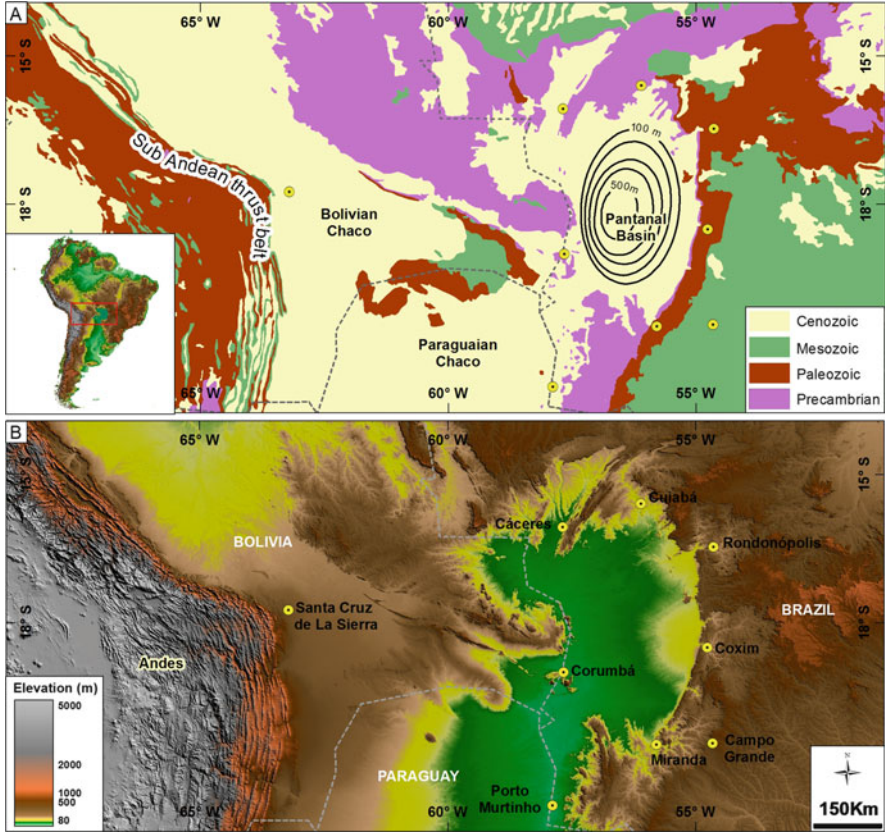 A
65° W
60° W
55° W
15° S
15° S
100 m
Sub Andean thrust belt
500m
18° S
18° S
Bolivian
Chaco
Pantanal
Basin
Paraguaian
Chaco
Cenozoic
Mesozoic
Paleozoic
Precambrian
65° W
60° W
55° W
B
65° W
60° W
55° W
15° S
15° S
Cuiabá
Cáceres
BOLIVIA
Rondonópolis
18° S
18° S
Santa Cruz
de La Sierra
BRAZIL
Andes
Coxim
Corumbá
Elevation (m)
5000
2000
1000
500
80
Campo
Grande
Miranda
PARAGUAY
Porto
Murtinho
N
150Km
60° W
55° W